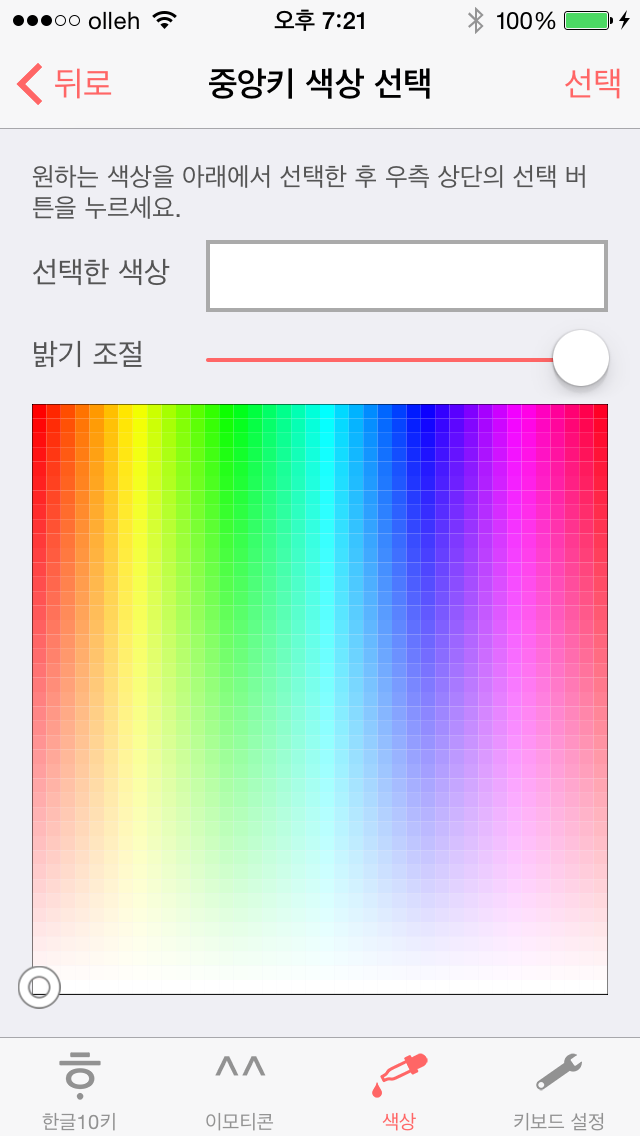 olleh 오후 7:21 100%
뒤로 중앙키 색상 선택 선택
원하는 색상을 아래에서 선택한 후 우측 상단의 선택 버
튼을 누르세요.
선택한 색상
밝기 조절
한글10키 이모티콘 색상 키보드 설정